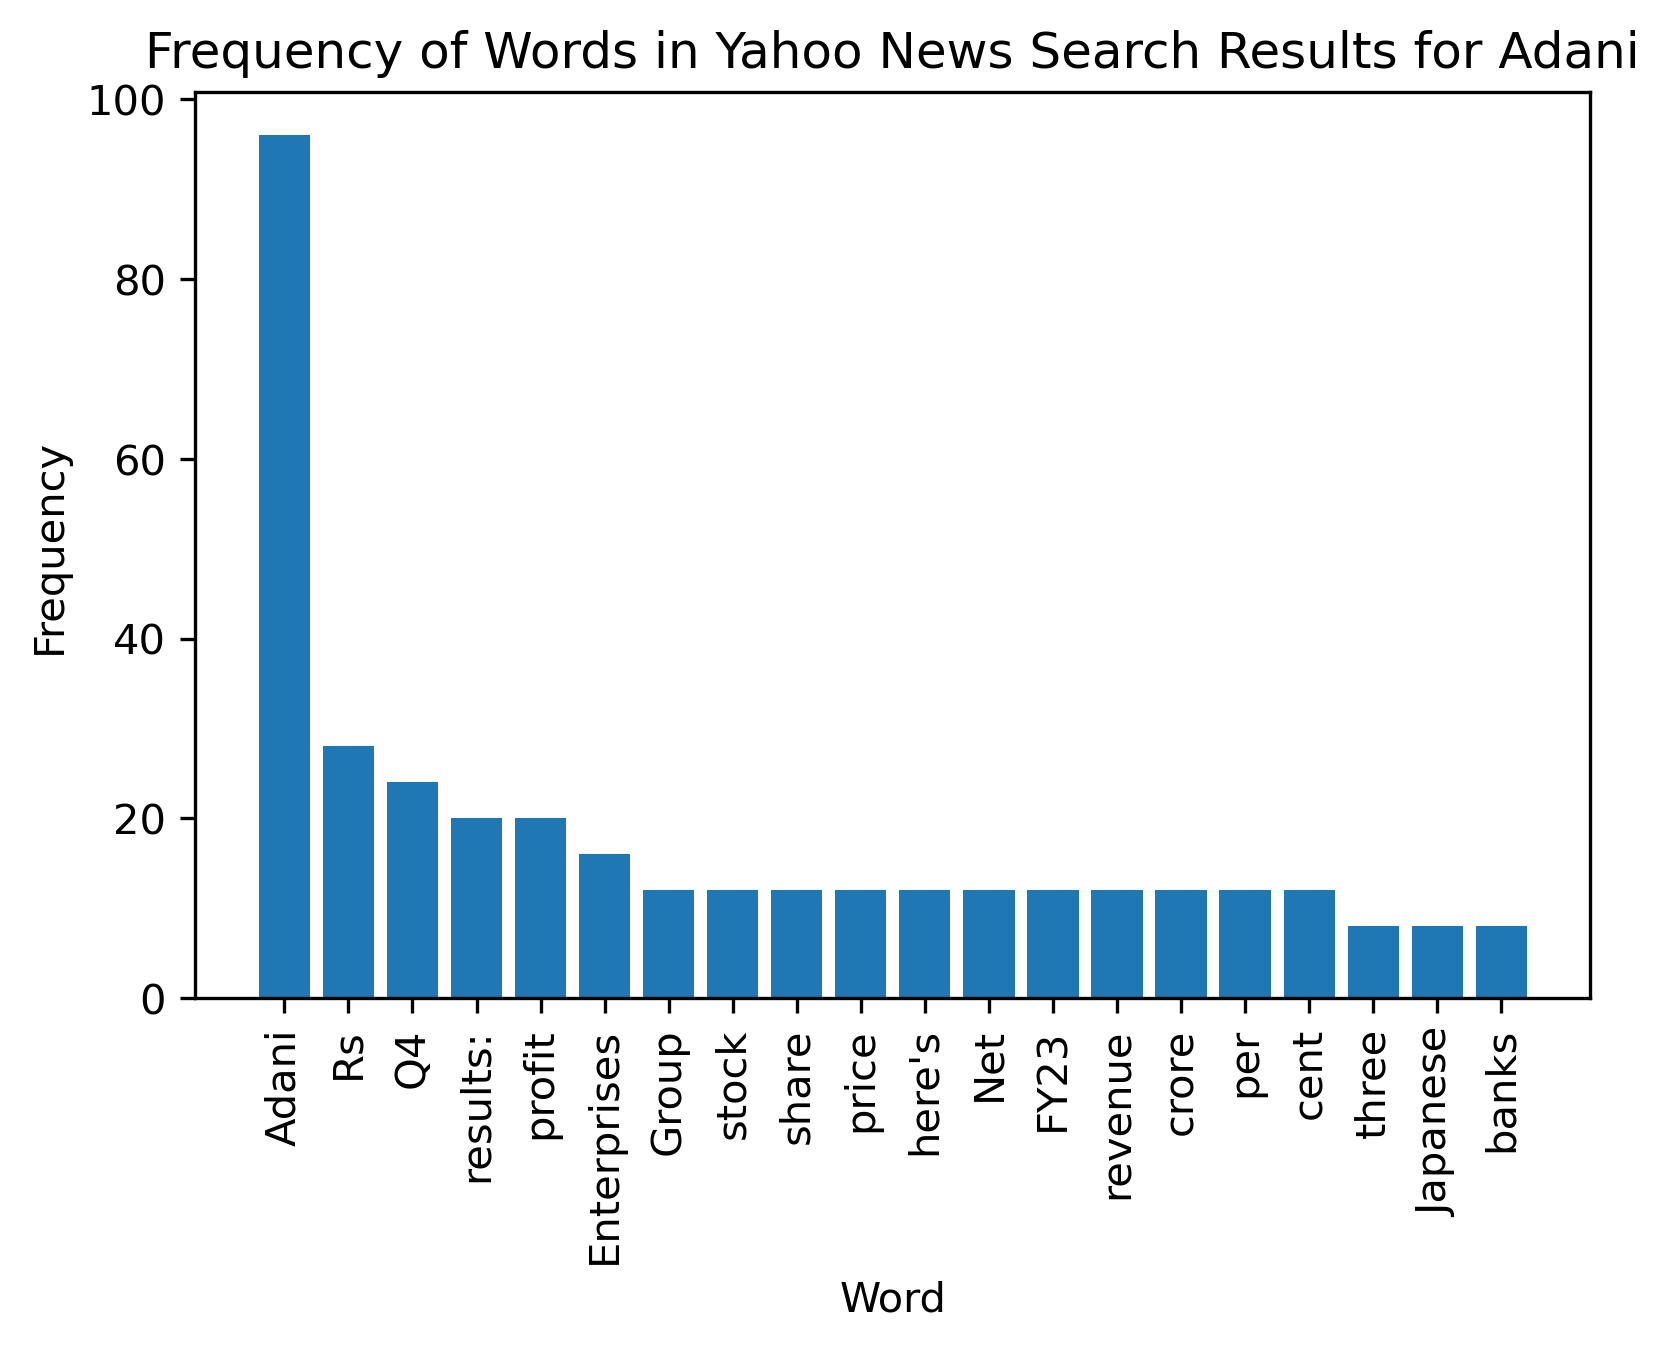 Frequency of Words in Yahoo News Search Results for Adani
100
80
60
40
20
0
Frequency
Adani
Rs
Q4
results:
profit
Enterprises
Group
stock
share
price
here's
Net
FY23
revenue
crore
per
cent
three
Japanese
banks
Word